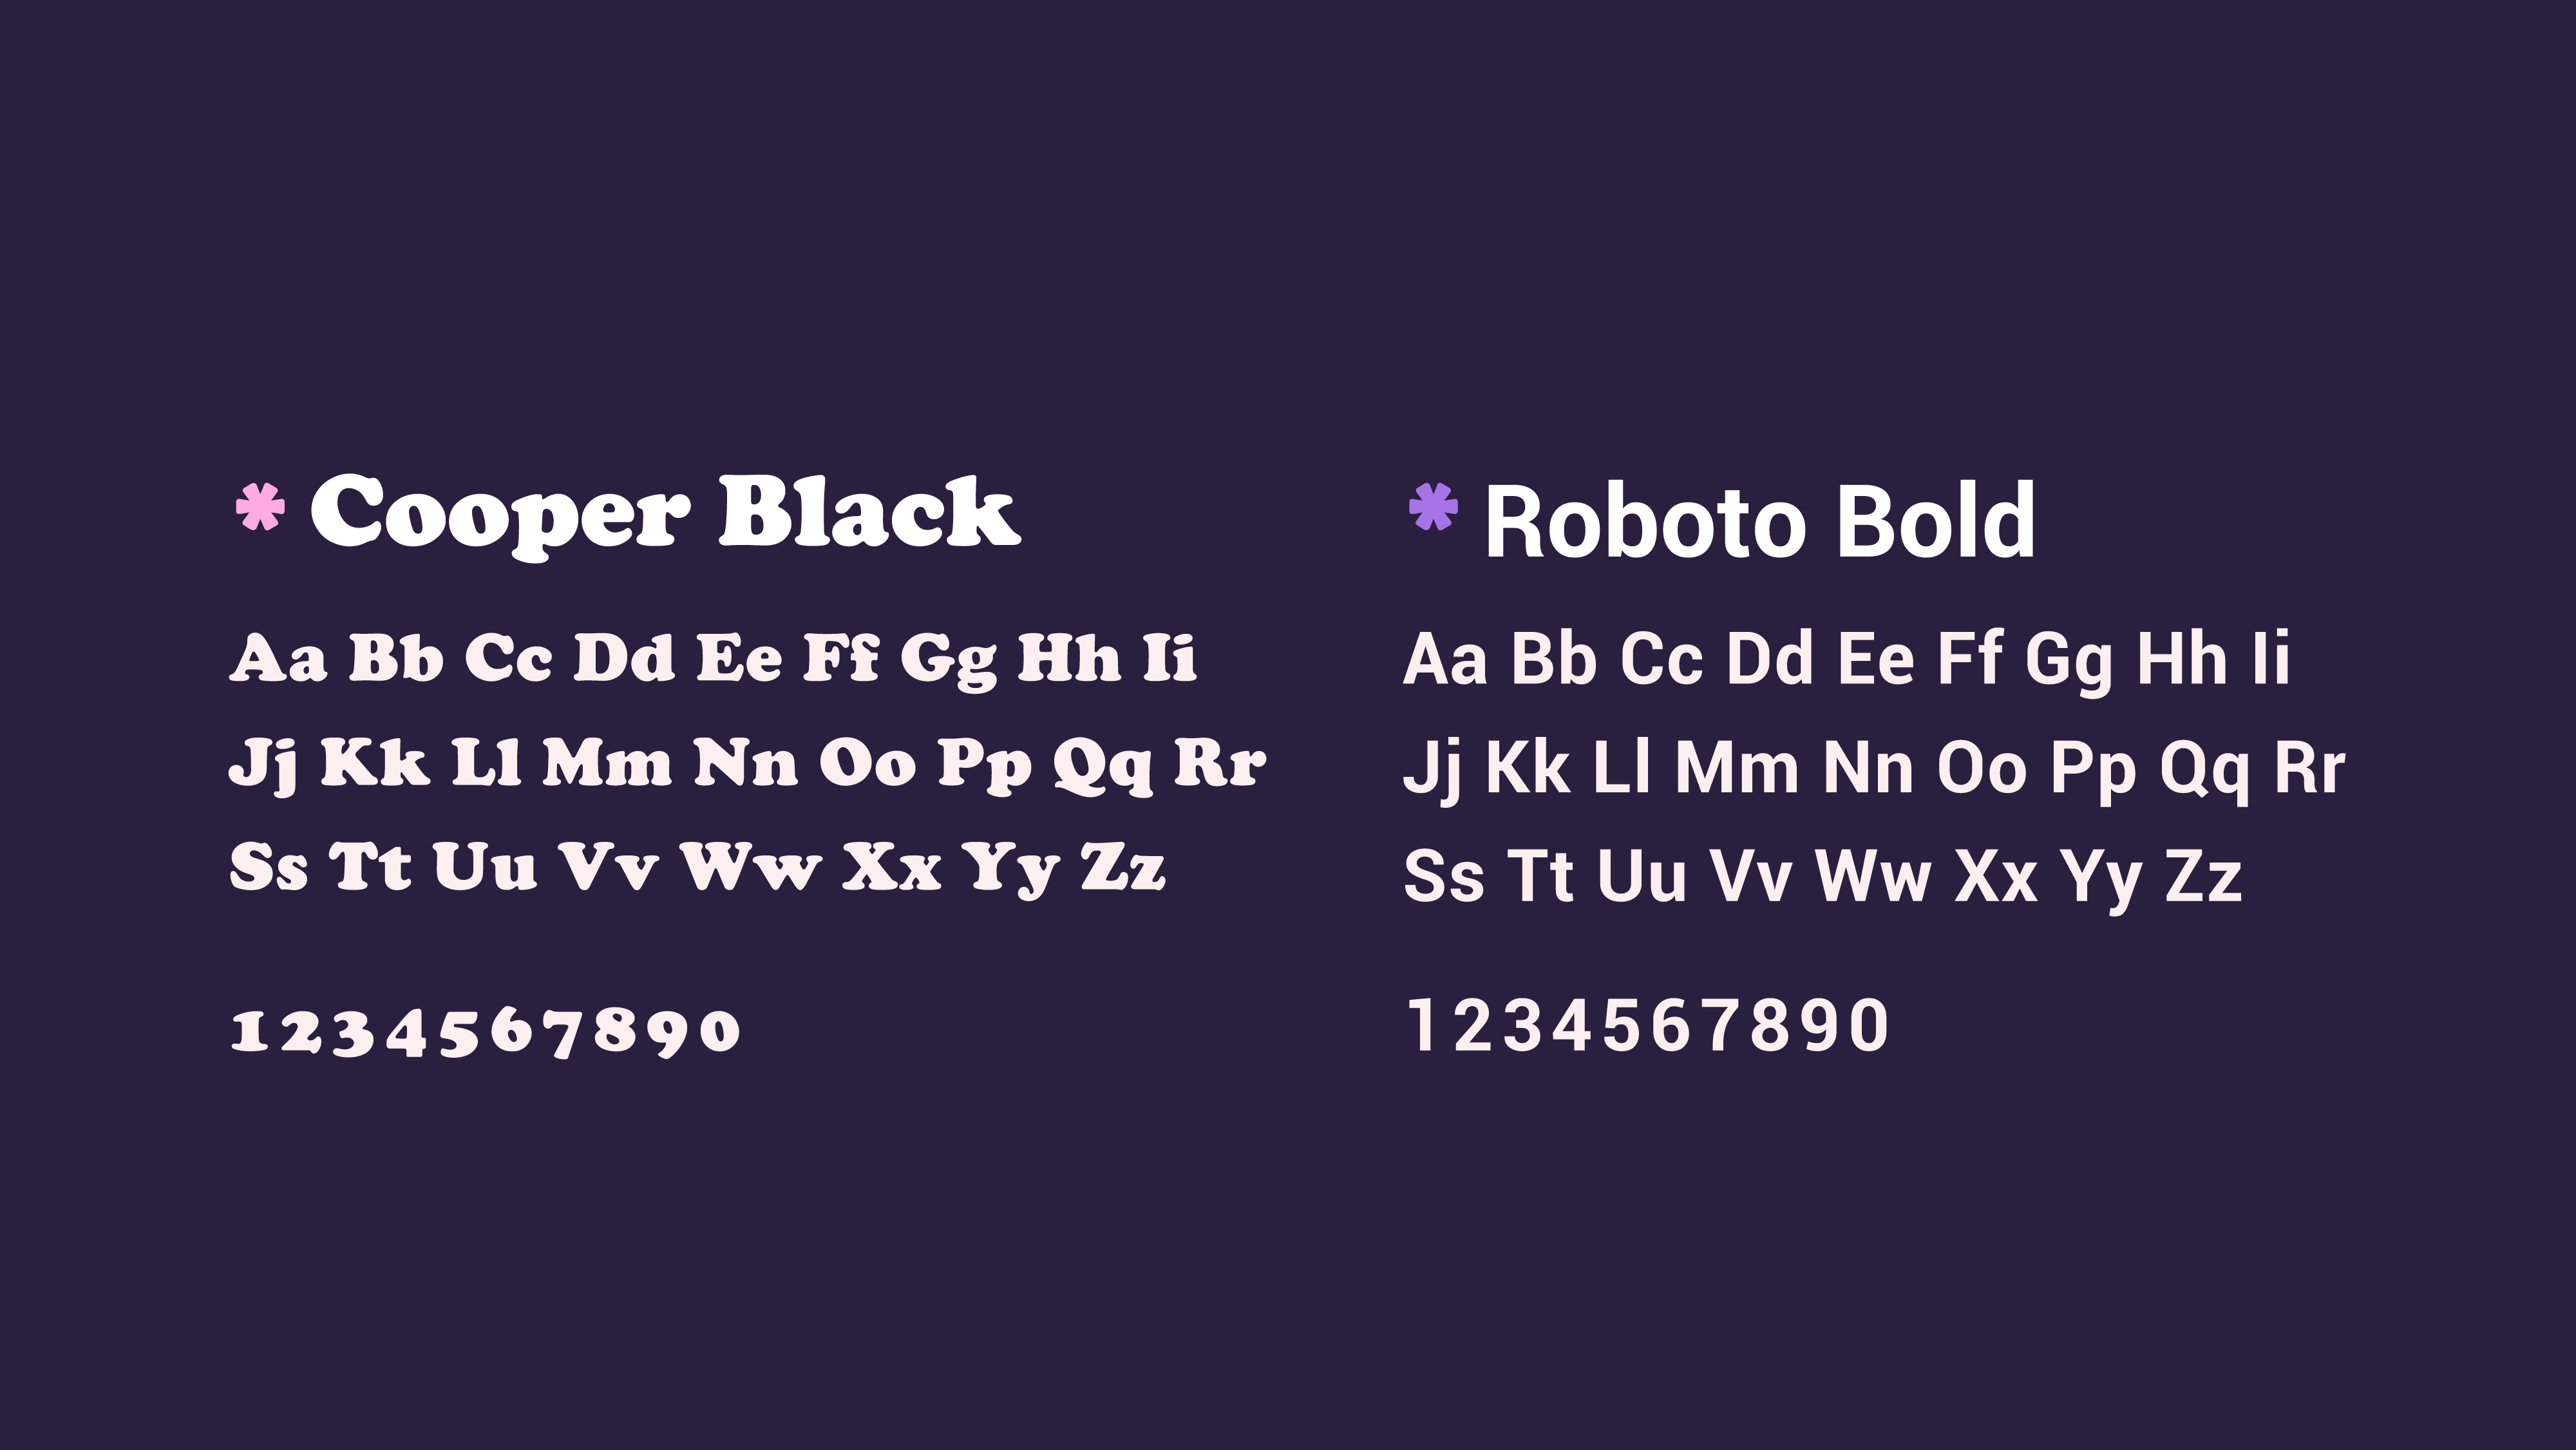 * Cooper Black
Aa Bb Cc Dd Ee Ff Gg Hh Ii
Jj Kk Ll Mm Nn Oo Pp Qq Rr
Ss Tt Uu Vv Ww Xx Yy Zz
1234567890
* Roboto Bold
Aa Bb Cc Dd Ee Ff Gg Hh Ii
Jj Kk Ll Mm Nn Oo Pp Qq Rr
Ss Tt Uu Vv Ww Xx Yy Zz
1234567890